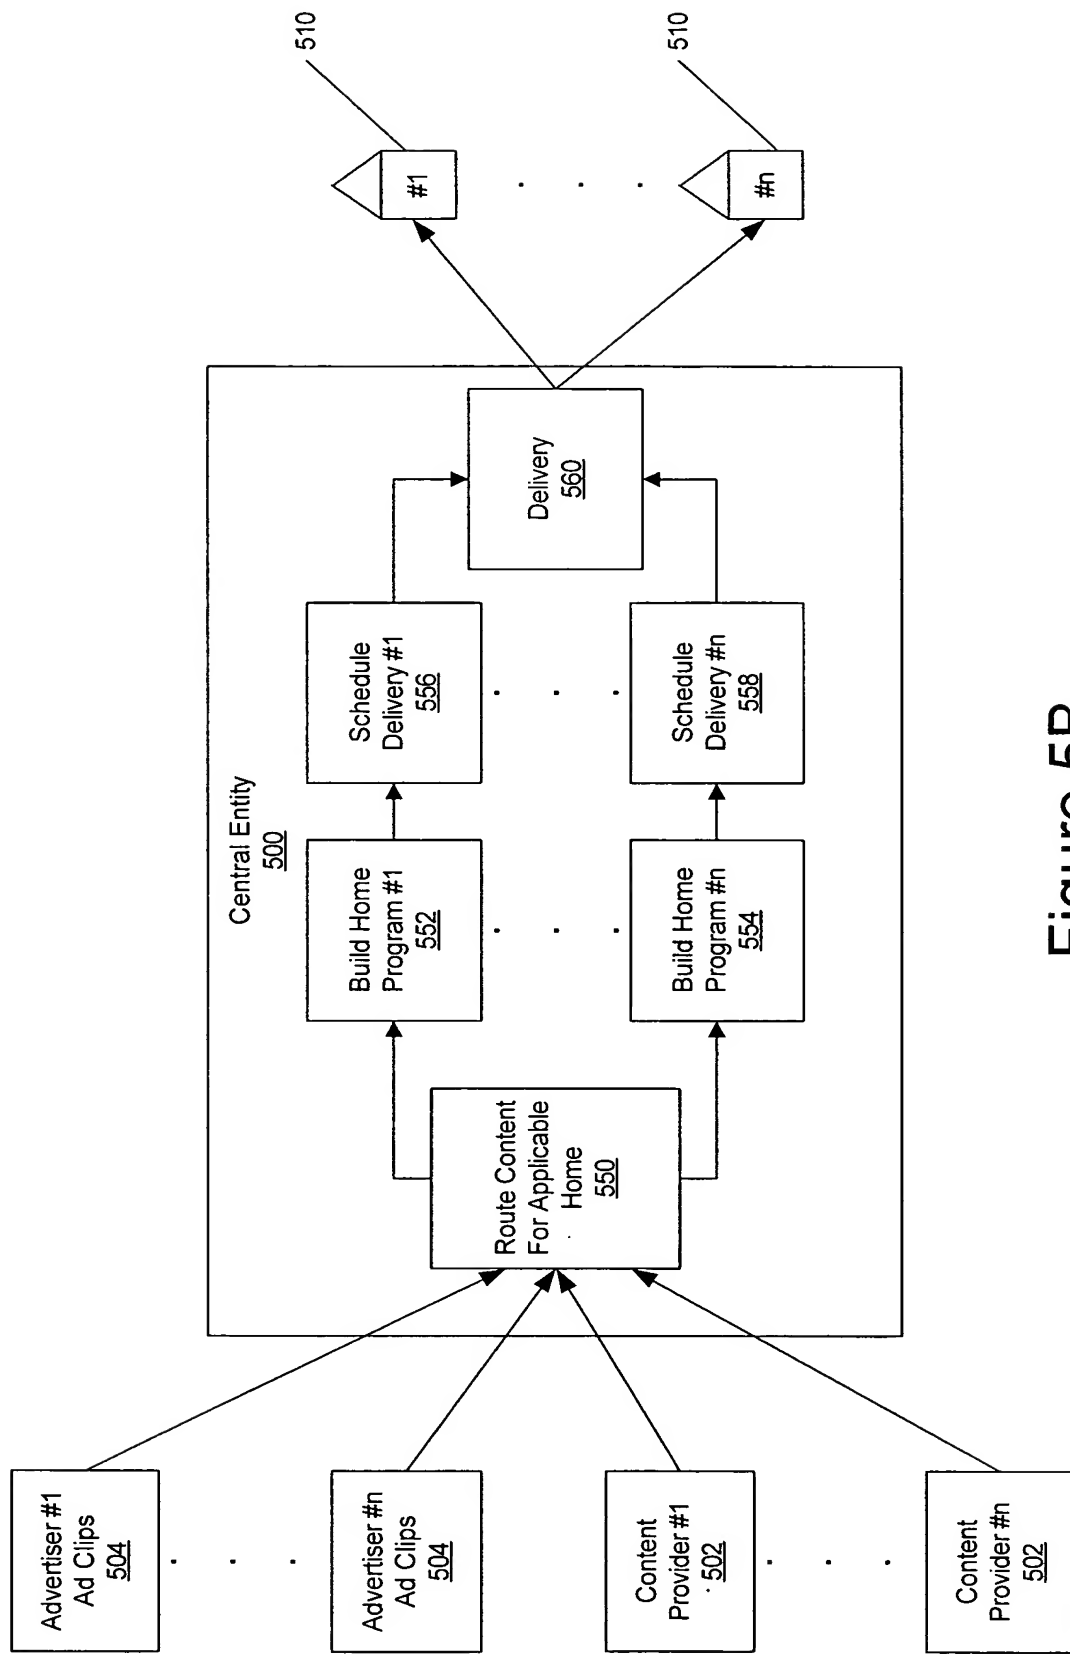 Advertiser #1
Ad Clips
504
Advertiser #n
Ad Clips
504
Content
Provider #1
502
Content
Provider #n
502
Central Entity
500
Route Content
For Applicable
Home
550
Build Home
Program #1
552
Build Home
Program #n
554
Schedule
Delivery #1
556
Schedule
Delivery #n
558
Delivery
560
#1
510
#n
510
Figure 5B